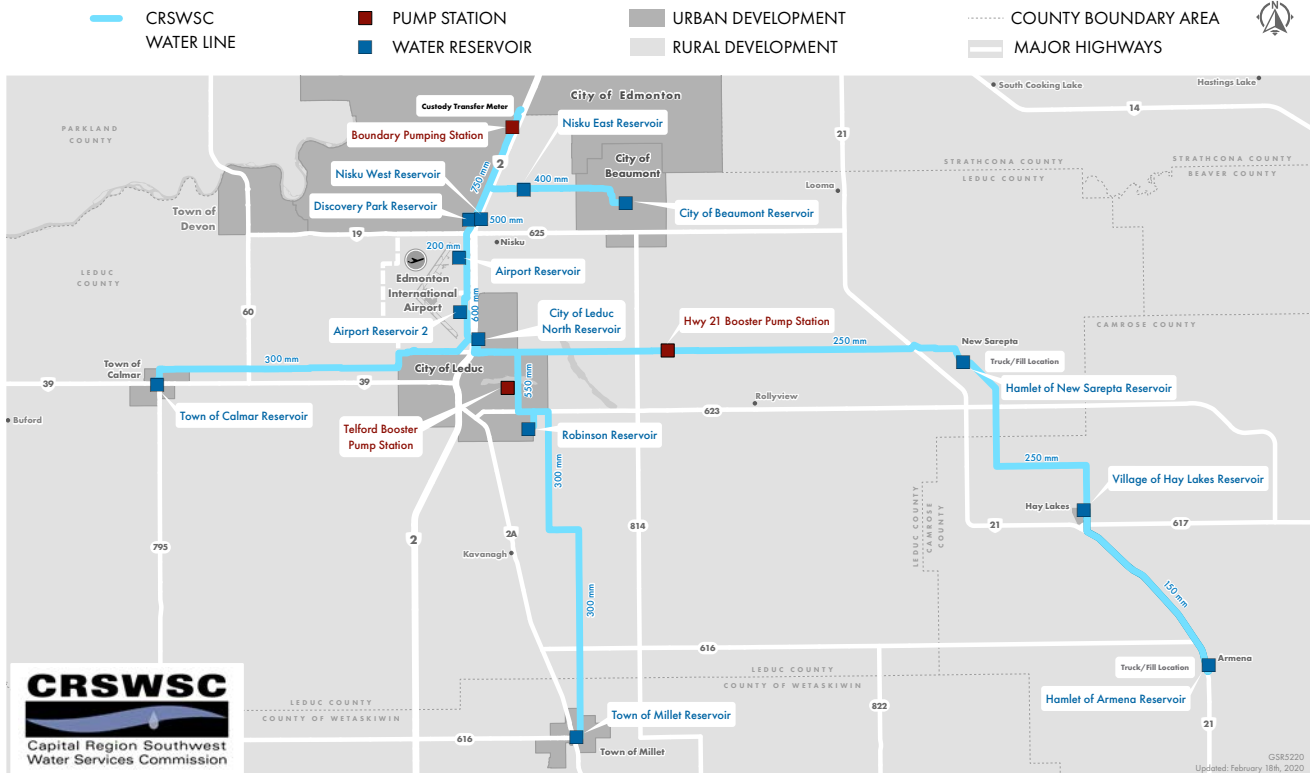 CRSWSC
WATER LINE
PUMP STATION
WATER RESERVOIR
URBAN DEVELOPMENT
RURAL DEVELOPMENT
COUNTY BOUNDARY AREA
MAJOR HIGHWAYS
N
South Cooking Lake
Hastings Lake
14
City of Edmonton
Custody Transfer Meter
Nisku East Reservoir
Boundary Pumping Station
PARKLAND
COUNTY
21
2
City of
Beaumont
STRATHCONA COUNTY
LEDUC COUNTY
STRATHCONA COUNTY
BEAVER COUNTY
Nisku West Reservoir
750 mm
400 mm
Looma
Discovery Park Reservoir
City of Beaumont Reservoir
Town of
Devon
500 mm
19
625
200 mm
Nisku
LEDUC
COUNTY
Edmonton
International
Airport
Airport Reservoir
60
600 mm
Airport Reservoir 2
City of Leduc
North Reservoir
Hwy 21 Booster Pump Station
CAMROSE COUNTY
250 mm
New Sarepta
Truck/Fill Location
Town of
Calmar
300 mm
City of Leduc
39
39
550 mm
Hamlet of New Sarepta Reservoir
Buford
Town of Calmar Reservoir
Rollyview
623
Telford Booster
Pump Station
Robinson Reservoir
300 mm
250 mm
Village of Hay Lakes Reservoir
Hay Lakes
LEDUC COUNTY
CAMROSE
COUNTY
21
617
795
2
2A
814
Kavanagh
300 mm
150 mm
616
Armena
Truck/Fill Location
LEDUC COUNTY
COUNTY OF WETASKIWIN
Hamlet of Armena Reservoir
LEDUC COUNTY
COUNTY OF WETASKIWIN
822
21
Town of Millet Reservoir
616
Town of Millet
CRSWSC
Capital Region Southwest
Water Services Commission
GSR5220
Updated: February 18th, 2020